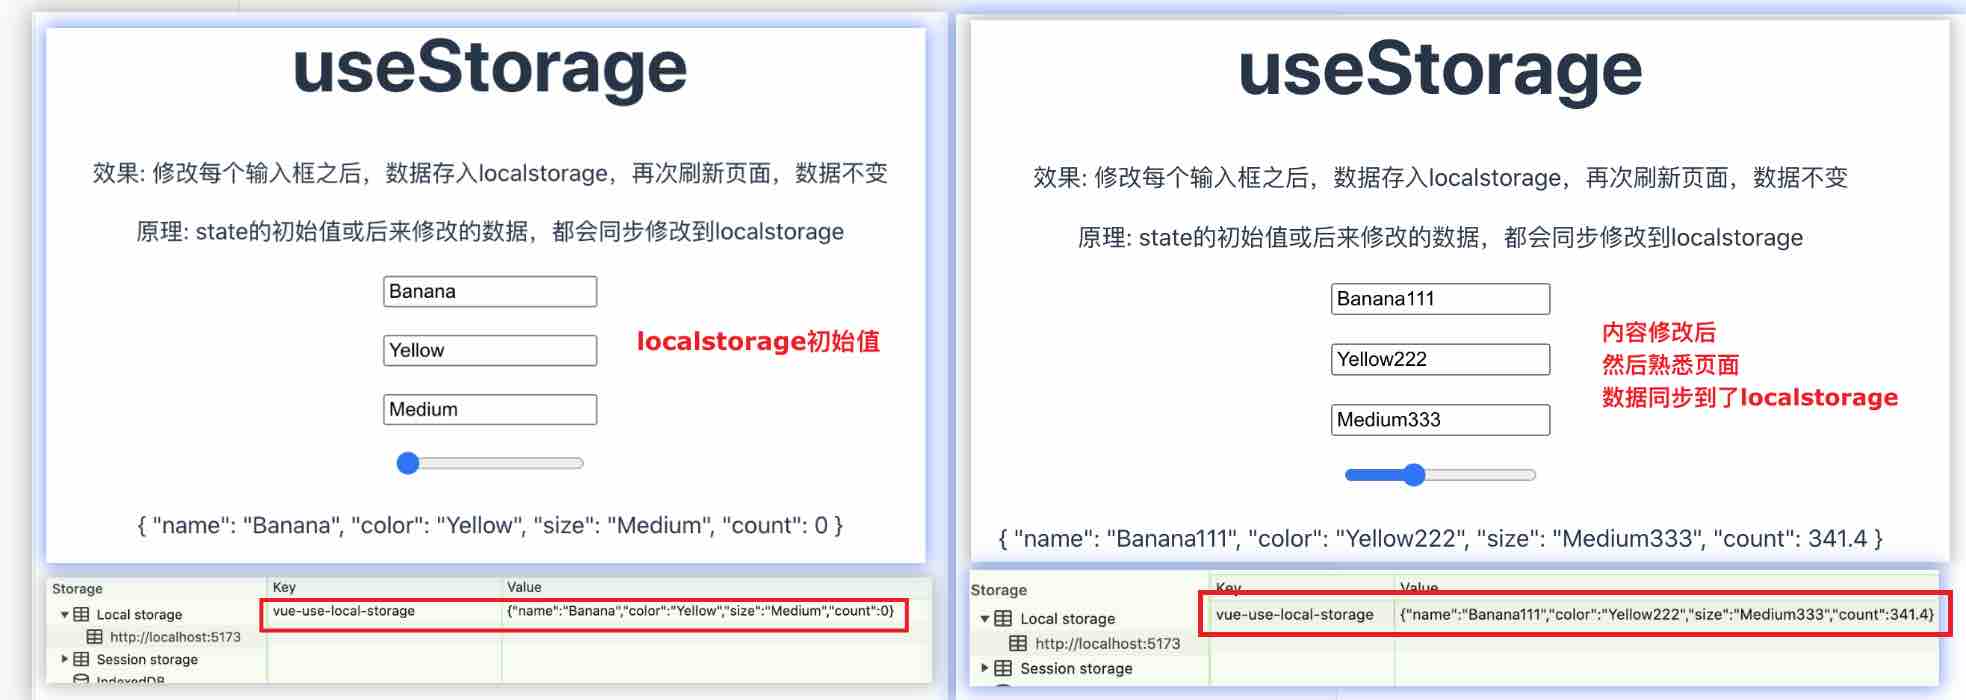 useStorage
效果: 修改每个输入框之后，数据存入localstorage，再次刷新页面，数据不变
原理: state的初始值或后来修改的数据，都会同步修改到localstorage
Banana
Yellow
localstorage初始值
Medium
{ "name": "Banana", "color": "Yellow", "size": "Medium", "count": 0 }
Storage
Key
Value
Local storage
vue-use-local-storage
{"name":"Banana","color":"Yellow","size":"Medium","count":0}
http://localhost:5173
Session storage
IndexedDB
useStorage
效果: 修改每个输入框之后，数据存入localstorage，再次刷新页面，数据不变
原理: state的初始值或后来修改的数据，都会同步修改到localstorage
Banana111
Yellow222
Medium333
内容修改后
然后熟悉页面
数据同步到了localstorage
{ "name": "Banana111", "color": "Yellow222", "size": "Medium333", "count": 341.4 }
Storage
Key
Value
Local storage
vue-use-local-storage
{"name":"Banana111","color":"Yellow222","size":"Medium333","count":341.4}
http://localhost:5173
Session storage